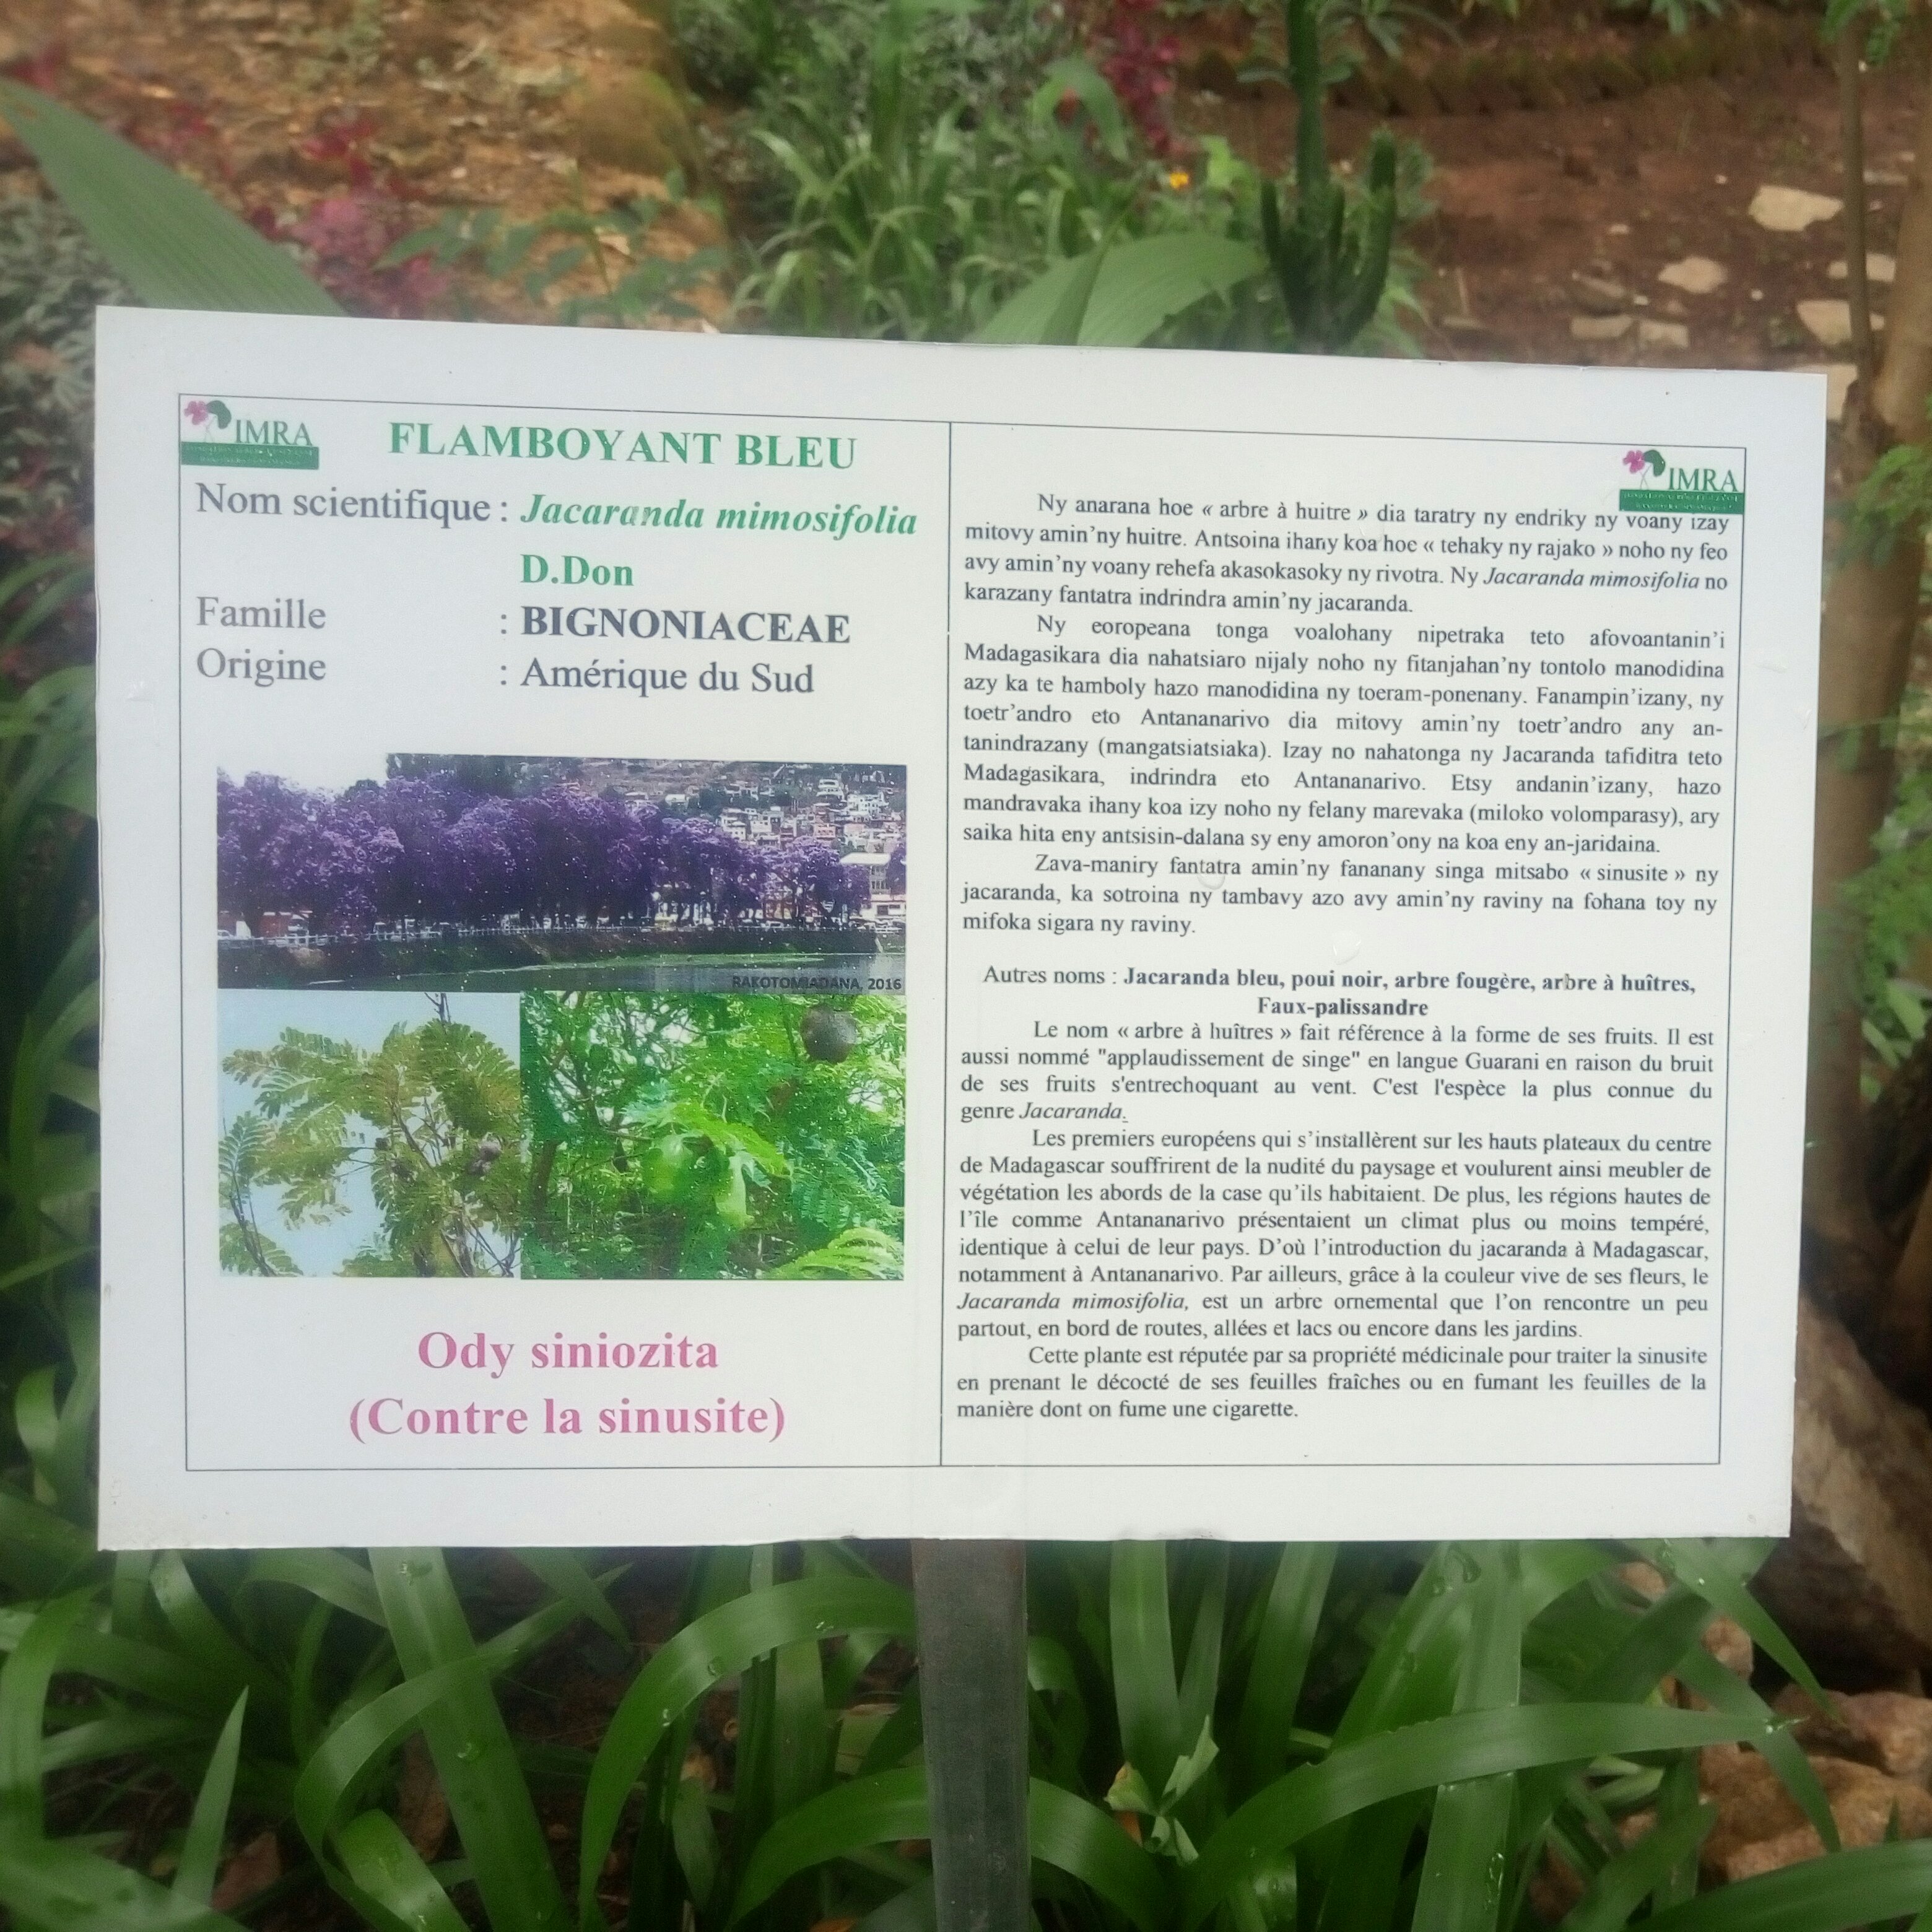 IMRA
FLAMBOYANT BLEU
Nom scientifique : Jacaranda mimosifolia
D.Don
Famille : BIGNONIACEAE
Origine : Amérique du Sud
RAKOTOMIADANA, 2016
Ody siniozita
(Contre la sinusite)
IMRA
Ny anarana hoe « arbre à huitre » dia taratry ny endriky ny voany izay
mitovy amin'ny huitre. Antsoina ihany koa hoe « tehaky ny rajako » noho ny feo
avy amin'ny voany rehefa akasokasoky ny rivotra. Ny Jacaranda mimosifolia no
karazany fantatra indrindra amin'ny jacaranda.
Ny eoropeana tonga voalohany nipetraka teto afovoantanin'i
Madagasikara dia nahatsiaro nijaly noho ny fitanjahan'ny tontolo manodidina
azy ka te hamboly hazo manodidina ny toeram-ponenany. Fanampin'izany, ny
toetr'andro eto Antananarivo dia mitovy amin'ny toetr'andro any an-
tanindrazany (mangatsiatsiaka). Izay no nahatonga ny Jacaranda tafiditra teto
Madagasikara, indrindra eto Antananarivo. Etsy andanin'izany, hazo
mandravaka ihany koa izy noho ny felany marevaka (miloko volomparasy), ary
saika hita eny antsisin-dalana sy eny amoron'ony na koa eny an-jaridaina.
Zava-maniry fantatra amin'ny fananany singa mitsabo « sinusite » ny
jacaranda, ka sotroina ny tambavy azo avy amin'ny raviny na fohana toy ny
mifoka sigara ny raviny.
Autres noms : Jacaranda bleu, poui noir, arbre fougère, arbre à huîtres,
Faux-palissandre
Le nom « arbre à huîtres » fait référence à la forme de ses fruits. Il est
aussi nommé "applaudissement de singe" en langue Guarani en raison du bruit
de ses fruits s'entrechoquant au vent. C'est l'espèce la plus connue du
genre Jacaranda.
Les premiers européens qui s'installèrent sur les hauts plateaux du centre
de Madagascar souffrirent de la nudité du paysage et voulurent ainsi meubler de
végétation les abords de la case qu'ils habitaient. De plus, les régions hautes de
l'île comme Antananarivo présentaient un climat plus ou moins tempéré,
identique à celui de leur pays. D'où l'introduction du jacaranda à Madagascar,
notamment à Antananarivo. Par ailleurs, grâce à la couleur vive de ses fleurs, le
Jacaranda mimosifolia, est un arbre ornemental que l'on rencontre un peu
partout, en bord de routes, allées et lacs ou encore dans les jardins.
Cette plante est réputée par sa propriété médicinale pour traiter la sinusite
en prenant le décocté de ses feuilles fraîches ou en fumant les feuilles de la
manière dont on fume une cigarette.